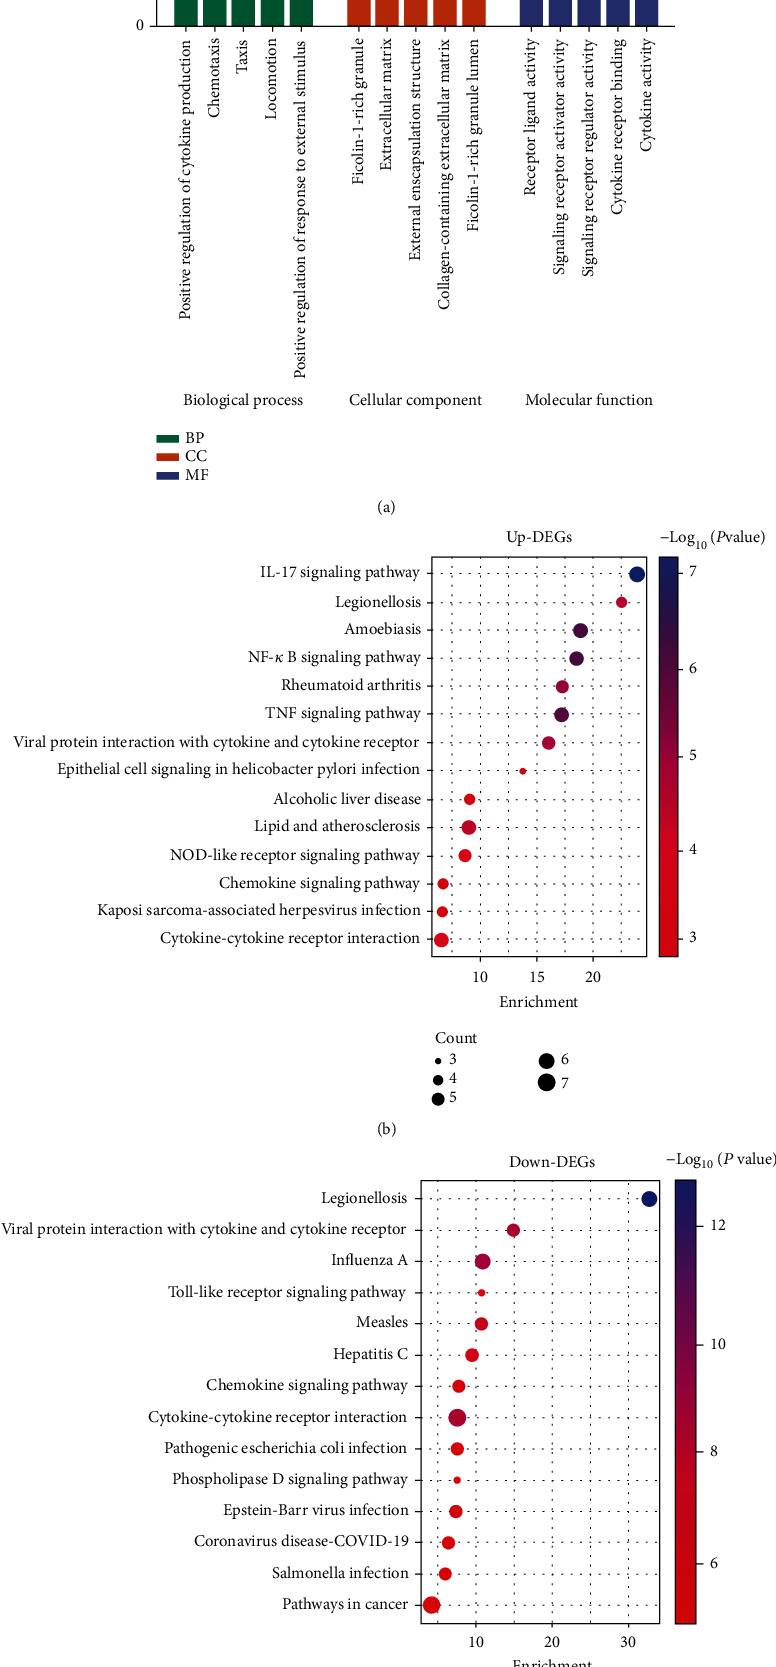 0
Positive regulation of cytokine production
Chemotaxis
Taxis
Locomotion
Positive regulation of response to external stimulus
Ficolin-1-rich granule
Extracellular matrix
External enscapsulation structure
Collagen-containing extracellular matrix
Ficolin-1-rich granule lumen
Receptor ligand activity
Signaling receptor activator activity
Signaling receptor regulator activity
Cytokine receptor binding
Cytokine activity
Biological process
Cellular component
Molecular function
BP
CC
MF
(a)
Up-DEGs
−Log10 (Pvalue)
IL-17 signaling pathway
Legionellosis
Amoebiasis
NF-κ B signaling pathway
Rheumatoid arthritis
TNF signaling pathway
Viral protein interaction with cytokine and cytokine receptor
Epithelial cell signaling in helicobacter pylori infection
Alcoholic liver disease
Lipid and atherosclerosis
NOD-like receptor signaling pathway
Chemokine signaling pathway
Kaposi sarcoma-associated herpesvirus infection
Cytokine-cytokine receptor interaction
7
6
5
4
3
10 15 20
Enrichment
Count
3 6
4 7
5
(b)
Down-DEGs
−Log10 (P value)
Legionellosis
Viral protein interaction with cytokine and cytokine receptor
Influenza A
Toll-like receptor signaling pathway
Measles
Hepatitis C
Chemokine signaling pathway
Cytokine-cytokine receptor interaction
Pathogenic escherichia coli infection
Phospholipase D signaling pathway
Epstein-Barr virus infection
Coronavirus disease-COVID-19
Salmonella infection
Pathways in cancer
12
10
8
6
10 20 30
Enrichment